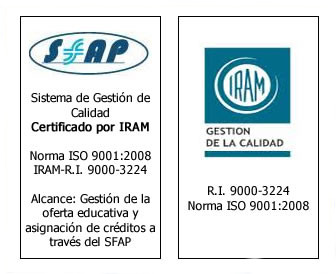 SFAP
Sistema de Gestión de
Calidad
Certificado por IRAM
Norma ISO 9001:2008
IRAM-R.I. 9000-3224
Alcance: Gestión de la
oferta educativa y
asignación de créditos a
través del SFAP
IRAM
GESTION
DE LA CALIDAD
R.I. 9000-3224
Norma ISO 9001:2008